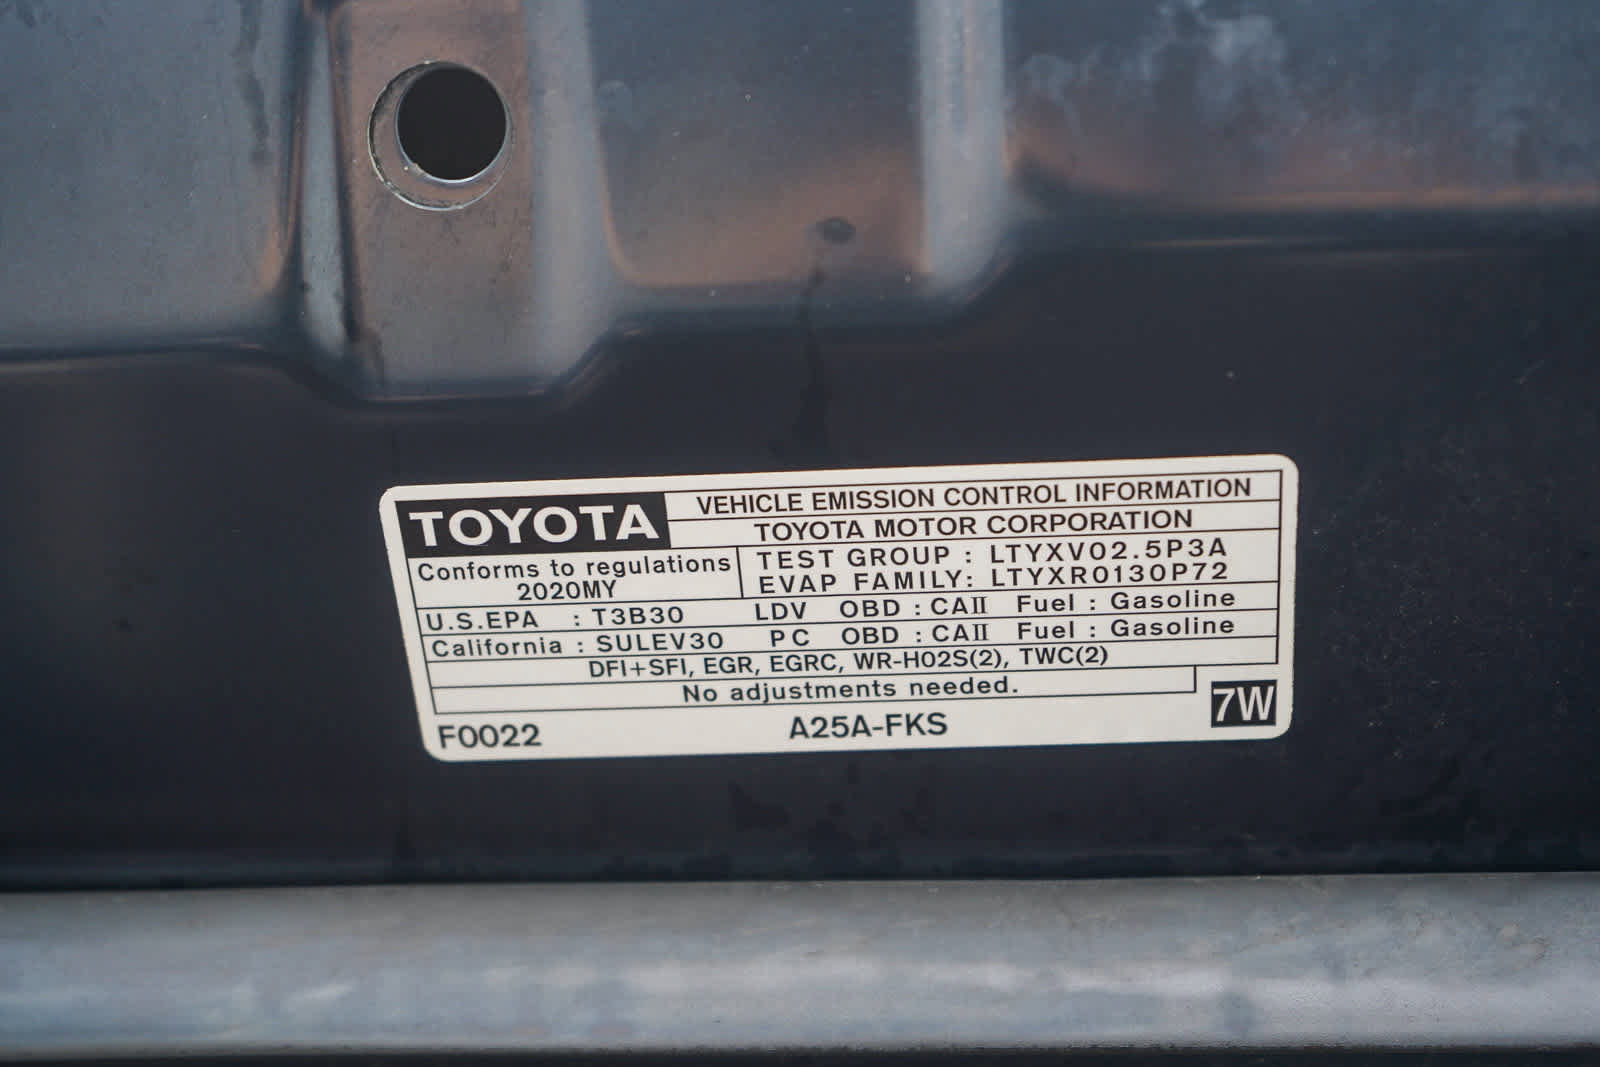 TOYOTA
VEHICLE EMISSION CONTROL INFORMATION
TOYOTA MOTOR CORPORATION
Conforms to regulations
2020MY
TEST GROUP : LTYXV02.5P3A
EVAP FAMILY: LTYXR0130P72
U.S.EPA : T3B30 LDV OBD : CAII Fuel : Gasoline
California : SULEV30 PC OBD : CAII Fuel : Gasoline
DFI+SFI, EGR, EGRC, WR-HO2S(2), TWC(2)
No adjustments needed.
F0022 A25A-FKS 7W